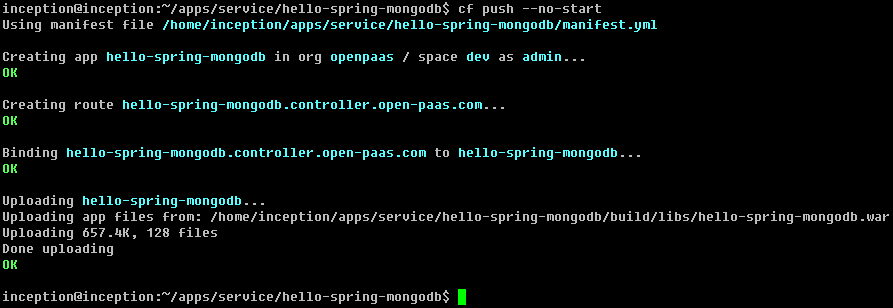 inception@inception:~/apps/service/hello-spring-mongodb$ cf push --no-start
Using manifest file /home/inception/apps/service/hello-spring-mongodb/manifest.yml
Creating app hello-spring-mongodb in org openpaas / space dev as admin...
OK
Creating route hello-spring-mongodb.controller.open-paas.com...
OK
Binding hello-spring-mongodb.controller.open-paas.com to hello-spring-mongodb...
OK
Uploading hello-spring-mongodb...
Uploading app files from: /home/inception/apps/service/hello-spring-mongodb/build/libs/hello-spring-mongodb.war
Uploading 657.4K, 128 files
Done uploading
OK
inception@inception:~/apps/service/hello-spring-mongodb$